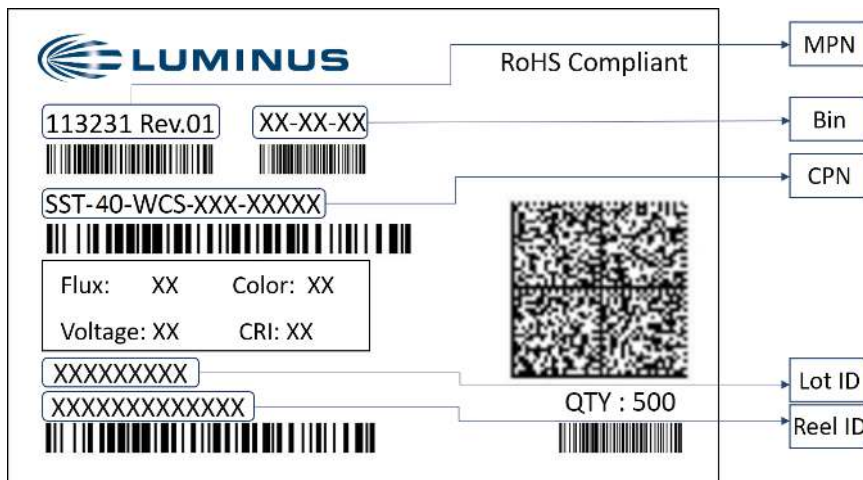 LUMINUS
RoHS Compliant
MPN
113231 Rev.01
XX-XX-XX
Bin
SST-40-WCS-XXX-XXXXX
CPN
Flux: XX Color: XX
Voltage: XX CRI: XX
XXXXXXXXX
Lot ID
XXXXXXXXXXXXX
QTY : 500
Reel ID